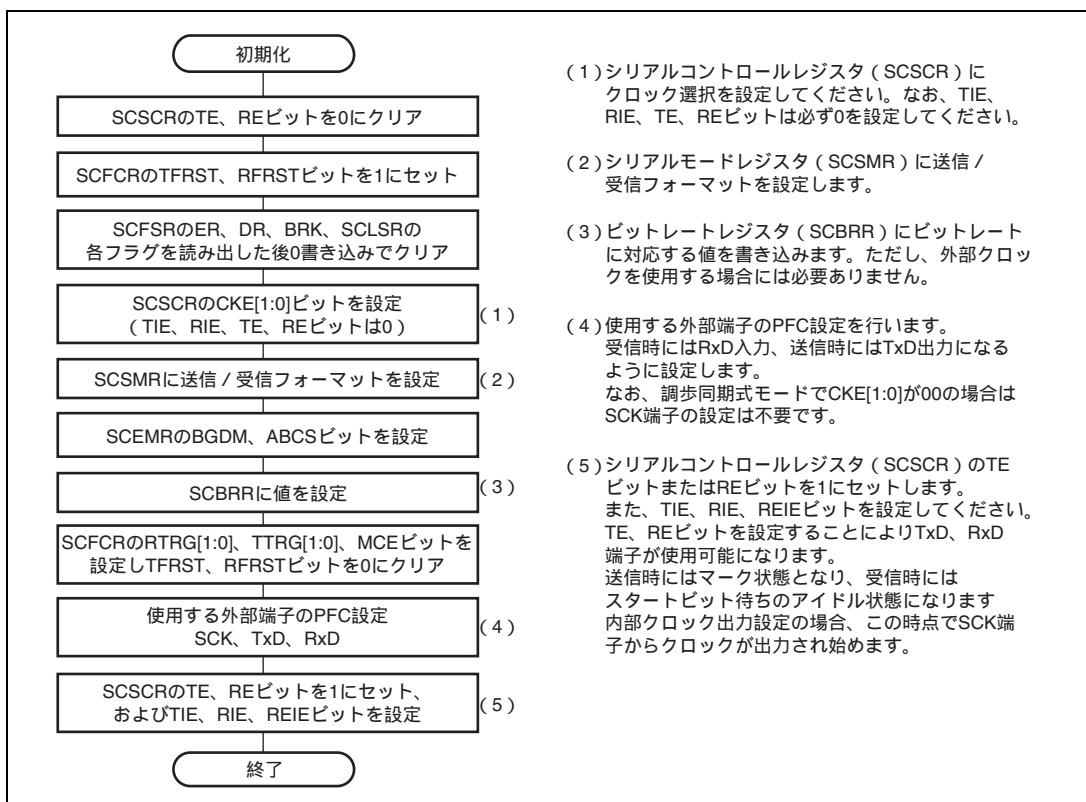 初期化
SCSCRのTE、REビットを0にクリア
SCFCRのTFRST、RFRSTビットを1にセット
SCFSRのER、DR、BRK、SCLSRの
各フラグを読み出した後0書き込みでクリア
SCSCRのCKE[1:0]ビットを設定
（TIE、RIE、TE、REビットは0）
（1）
SCSMRに送信／受信フォーマットを設定
（2）
SCEMRのBGDM、ABCSビットを設定
SCBRRに値を設定
（3）
SCFCRのRTRG[1:0]、TTRG[1:0]、MCEビットを
設定しTFRST、RFRSTビットを0にクリア
使用する外部端子のPFC設定
SCK、TxD、RxD
（4）
SCSCRのTE、REビットを1にセット、
およびTIE、RIE、REIEビットを設定
（5）
終了
（1）シリアルコントロールレジスタ（SCSCR）に
クロック選択を設定してください。なお、TIE、
RIE、TE、REビットは必ず0を設定してください。
（2）シリアルモードレジスタ（SCSMR）に送信／
受信フォーマットを設定します。
（3）ビットレートレジスタ（SCBRR）にビットレート
に対応する値を書き込みます。ただし、外部クロッ
クを使用する場合には必要ありません。
（4）使用する外部端子のPFC設定を行います。
受信時にはRxD入力、送信時にはTxD出力になる
ように設定します。
なお、調歩同期式モードでCKE[1:0]が00の場合は
SCK端子の設定は不要です。
（5）シリアルコントロールレジスタ（SCSCR）のTE
ビットまたはREビットを1にセットします。
また、TIE、RIE、REIEビットを設定してください。
TE、REビットを設定することによりTxD、RxD
端子が使用可能になります。
送信時にはマーク状態となり、受信時には
スタートビット待ちのアイドル状態になります
内部クロック出力設定の場合、この時点でSCK端
子からクロックが出力され始めます。